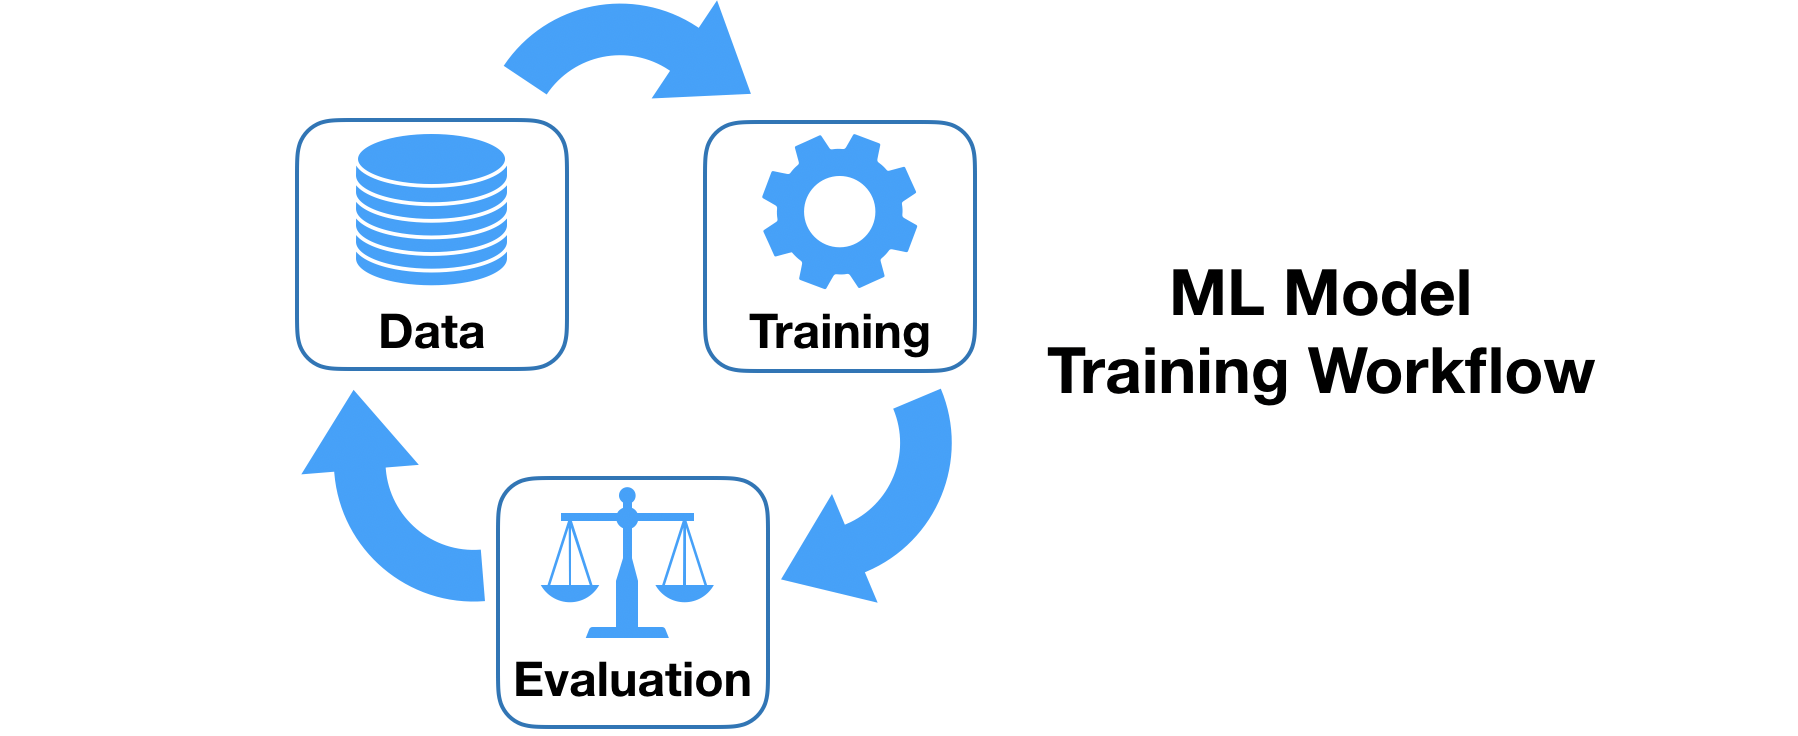 Data
Training
Evaluation
ML Model
Training Workflow